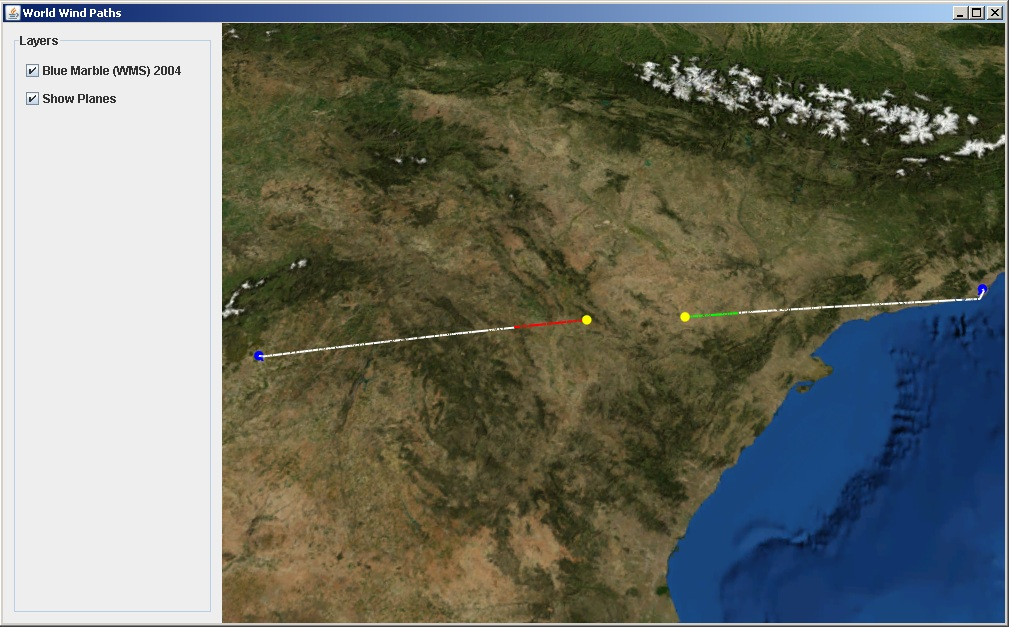 World Wind Paths
Layers
Blue Marble (WMS) 2004
Show Planes